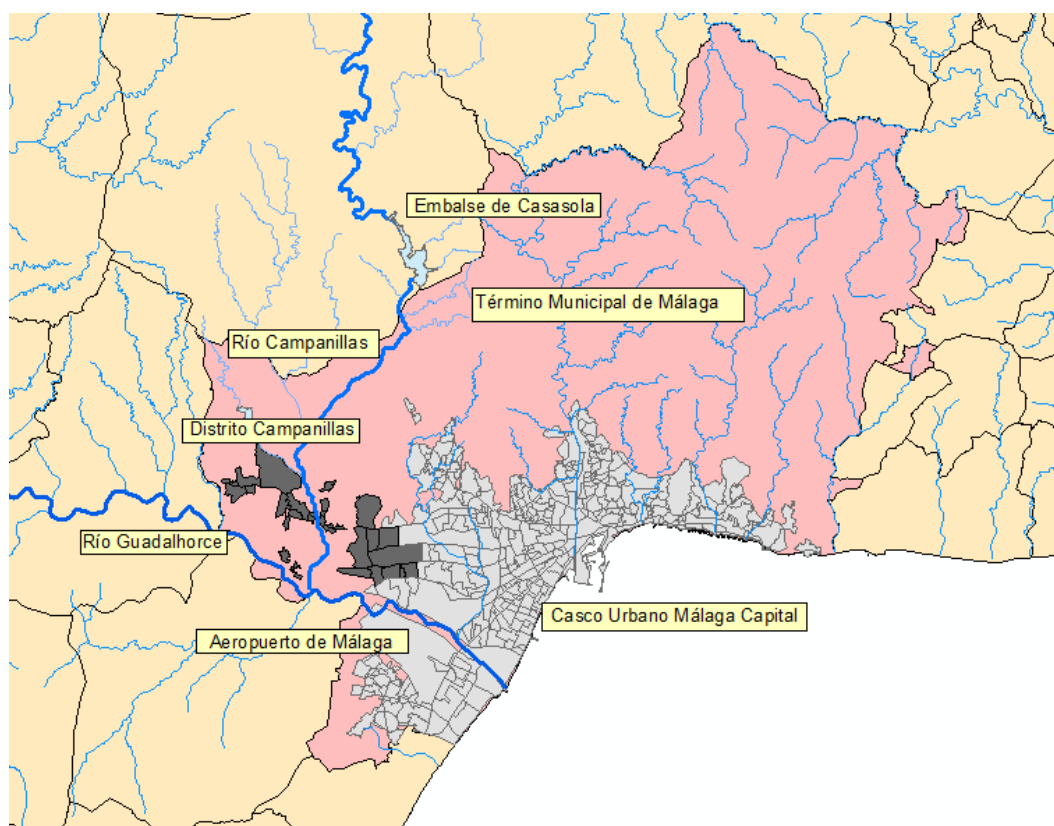 Embalse de Casasola
Término Municipal de Málaga
Río Campanillas
Distrito Campanillas
Río Guadalhorce
Casco Urbano Málaga Capital
Aeropuerto de Málaga